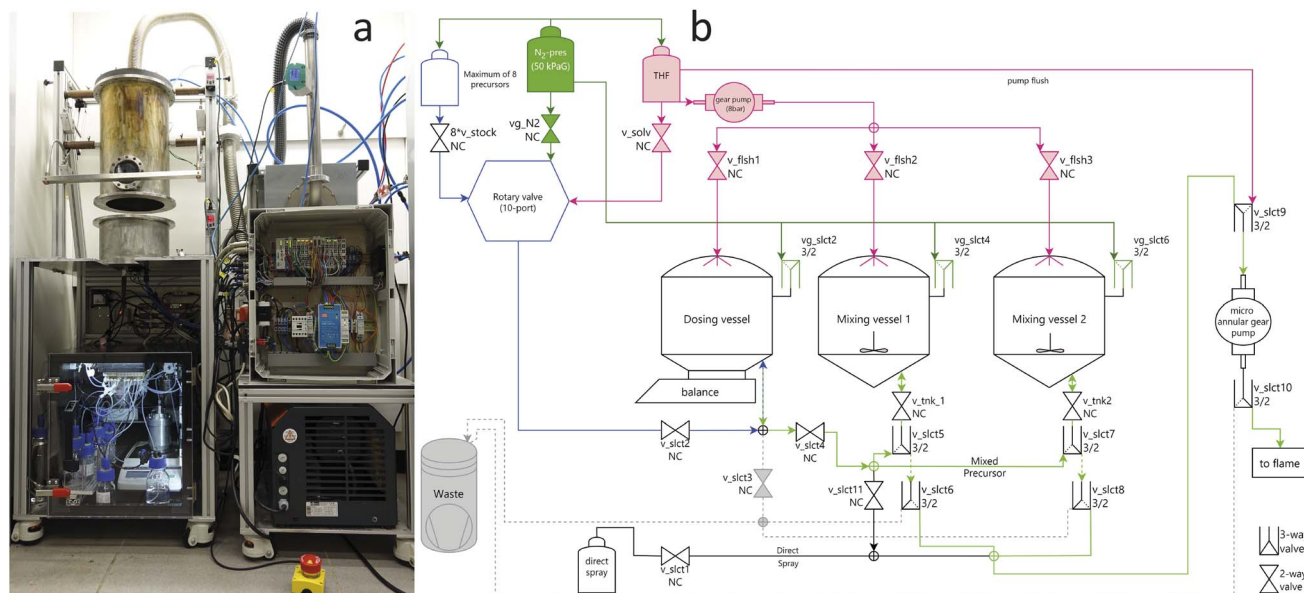 a
b
Maximum of 8
precursors
N2-pres
(50 kPaG)
THF
gear pump
(8bar)
pump flush
8*v_stock
NC
vg_N2
NC
v_solv
NC
v_flsh1
NC
v_flsh2
NC
v_flsh3
NC
Rotary valve
(10-port)
v_slct9
3/2
vg_slct2
3/2
vg_slct4
3/2
vg_slct6
3/2
Dosing vessel
Mixing vessel 1
Mixing vessel 2
micro
annular gear
pump
balance
v_tnk_1
NC
v_tnk2
NC
v_slct10
3/2
v_slct2
NC
v_slct4
NC
v_slct5
3/2
v_slct7
3/2
Mixed
Precursor
to flame
Waste
v_slct3
NC
v_slct11
NC
v_slct6
3/2
v_slct8
3/2
direct
spray
v_slct1
NC
Direct
Spray
3-wa
valve
2-way
valve